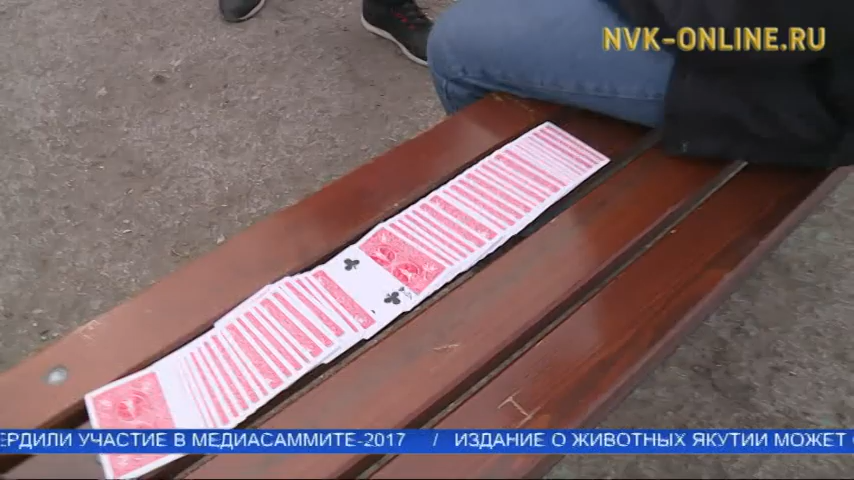 NVK-ONLINE.RU
ЕРДИЛИ УЧАСТИЕ В МЕДИАСАММИТЕ-2017 / ИЗДАНИЕ О ЖИВОТНЫХ ЯКУТИИ МОЖЕТ